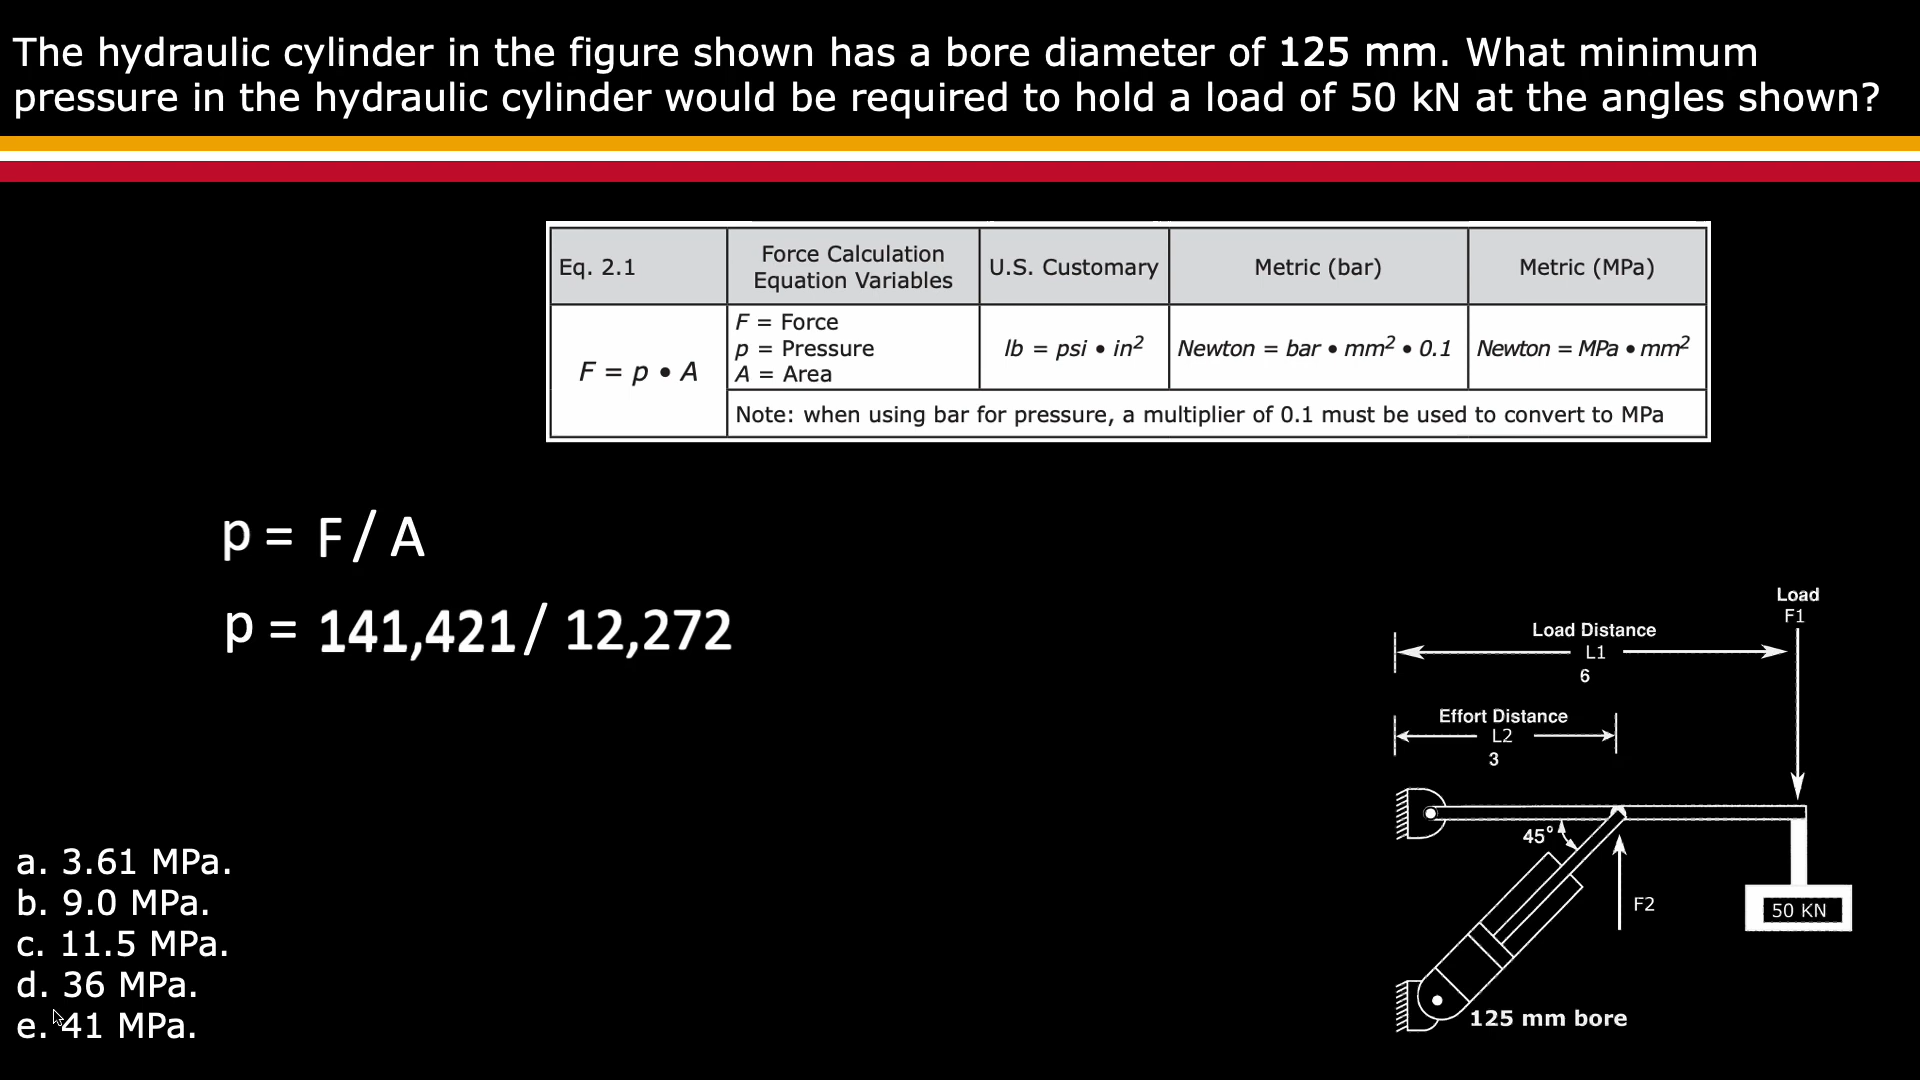 The hydraulic cylinder in the figure shown has a bore diameter of 125 mm. What minimum
pressure in the hydraulic cylinder would be required to hold a load of 50 kN at the angles shown?
Eq. 2.1
Force Calculation
Equation Variables
U.S. Customary
Metric (bar)
Metric (MPa)
F = p • A
F = Force
p = Pressure
A = Area
lb = psi • in²
Newton = bar • mm² • 0.1
Newton = MPa • mm²
Note: when using bar for pressure, a multiplier of 0.1 must be used to convert to MPa
p = F / A
p = 141,421 / 12,272
a. 3.61 MPa.
b. 9.0 MPa.
c. 11.5 MPa.
d. 36 MPa.
e. 41 MPa.
Load
F1
Load Distance
L1
6
Effort Distance
L2
3
45°
F2
50 KN
125 mm bore